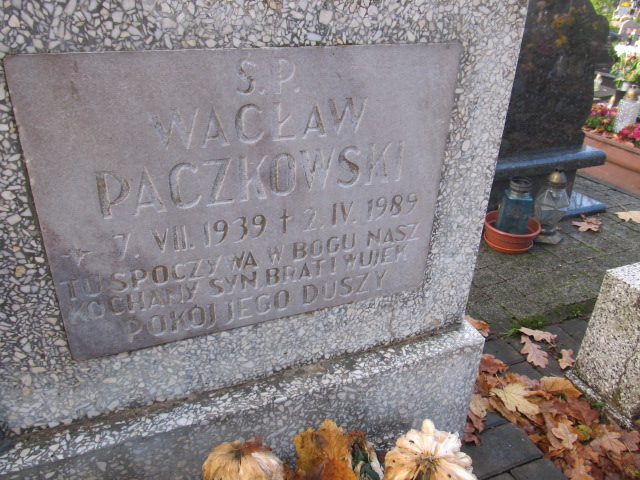 Ś.P.
WACŁAW
PACZKOWSKI
* 7. VII. 1939 † 2. IV. 1989
TU SPOCZYWA W BOGU NASZ
KOCHANY SYN BRAT I WUJEK
POKÓJ JEGO DUSZY